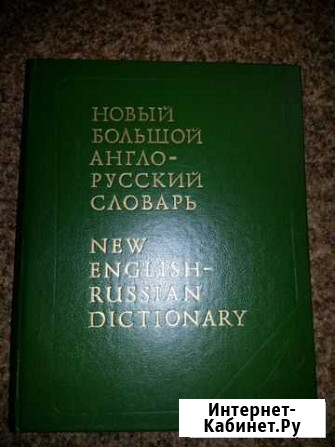 НОВЫЙ
БОЛЬШОЙ
АНГЛО-
РУССКИЙ
СЛОВАРЬ
NEW
ENGLISH-
RUSSIAN
DICTIONARY
Интернет-
Кабинет.Ру